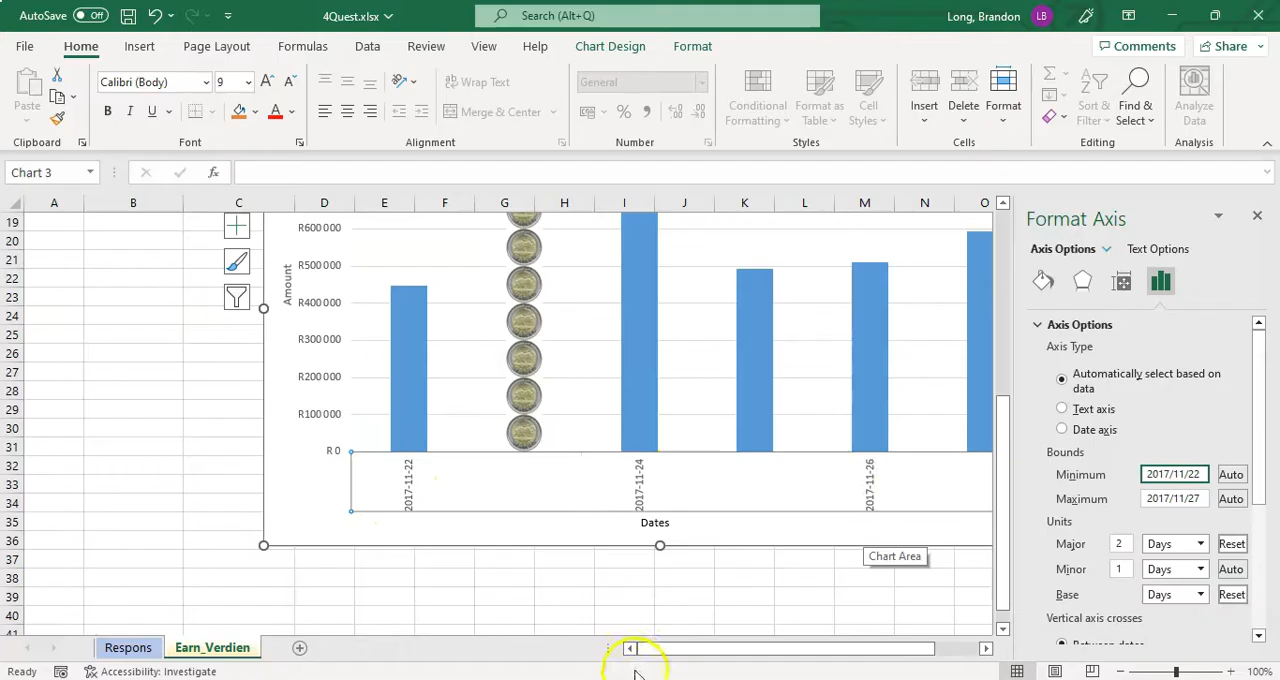 AutoSave Off 4Quest.xlsx Search (Alt+Q) Long, Brandon LB
File Home Insert Page Layout Formulas Data Review View Help Chart Design Format Comments Share
Paste Calibri (Body) 9 A A Wrap Text General Conditional Formatting Format as Table Cell Styles Insert Delete Format Sort & Filter Find & Select Analyze Data
B I U A Merge & Center % 
Clipboard Font Alignment Number Styles Cells Editing Analysis
Chart 3 fx
A B C D E F G H I J K L M N O
19
20
21
22
23
24
25
26
27
28
29
30
31
32
33
34
35
36
37
38
39
40
41
Amount
R600 000
R500 000
R400 000
R300 000
R200 000
R100 000
R 0
2017-11-22
2017-11-24
2017-11-26
Dates
Chart Area
Format Axis
Axis Options Text Options
Axis Options
Axis Type
Automatically select based on
data
Text axis
Date axis
Bounds
Minimum 2017/11/22 Auto
Maximum 2017/11/27 Auto
Units
Major 2 Days Reset
Minor 1 Days Auto
Base Days Reset
Vertical axis crosses
Between dates
Respons Earn_Verdien
Ready Accessibility: Investigate 100%